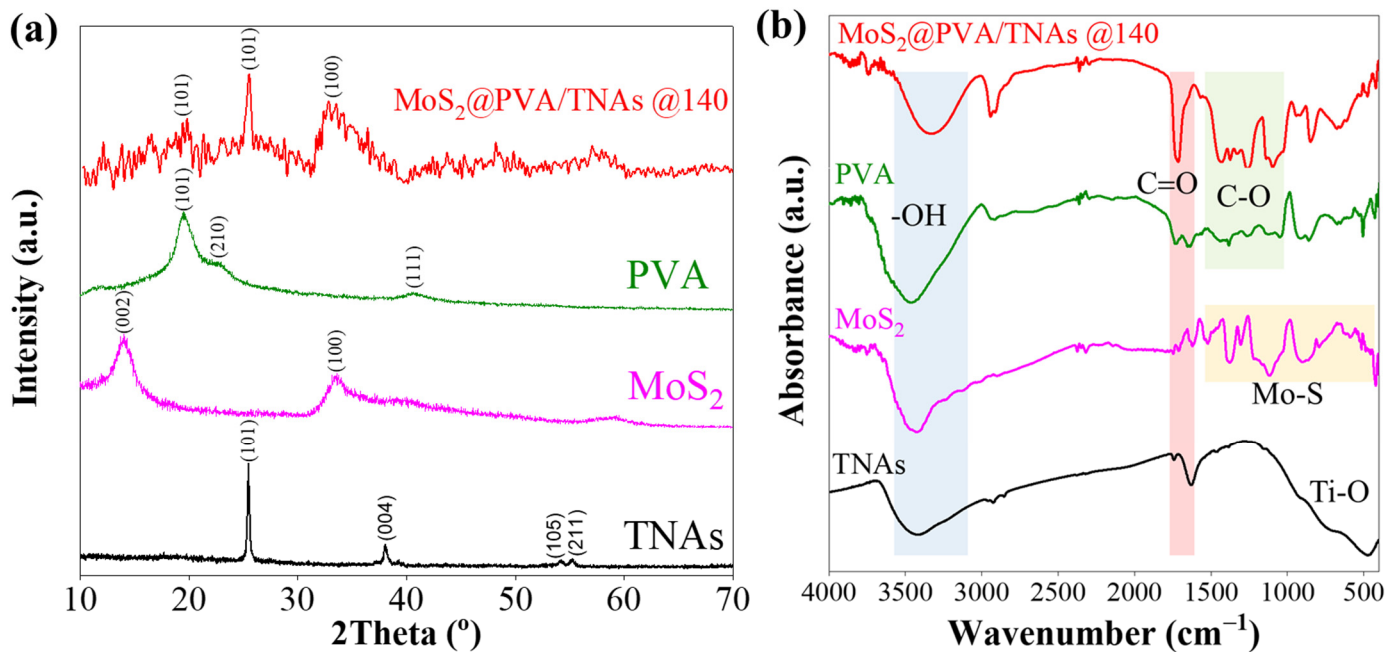 (a)
(101)
(101)
(100)
MoS₂@PVA/TNAs @140
(101)
(210)
(111)
PVA
(002)
(100)
MoS₂
(101)
(004)
(105)
(211)
TNAs
Intensity (a.u.)
10 20 30 40 50 60 70
2Theta (º)
(b)
MoS₂@PVA/TNAs @140
PVA
C=O
C-O
-OH
MoS₂
Mo-S
TNAs
Ti-O
Absorbance (a.u.)
4000 3500 3000 2500 2000 1500 1000 500
Wavenumber (cm⁻¹)